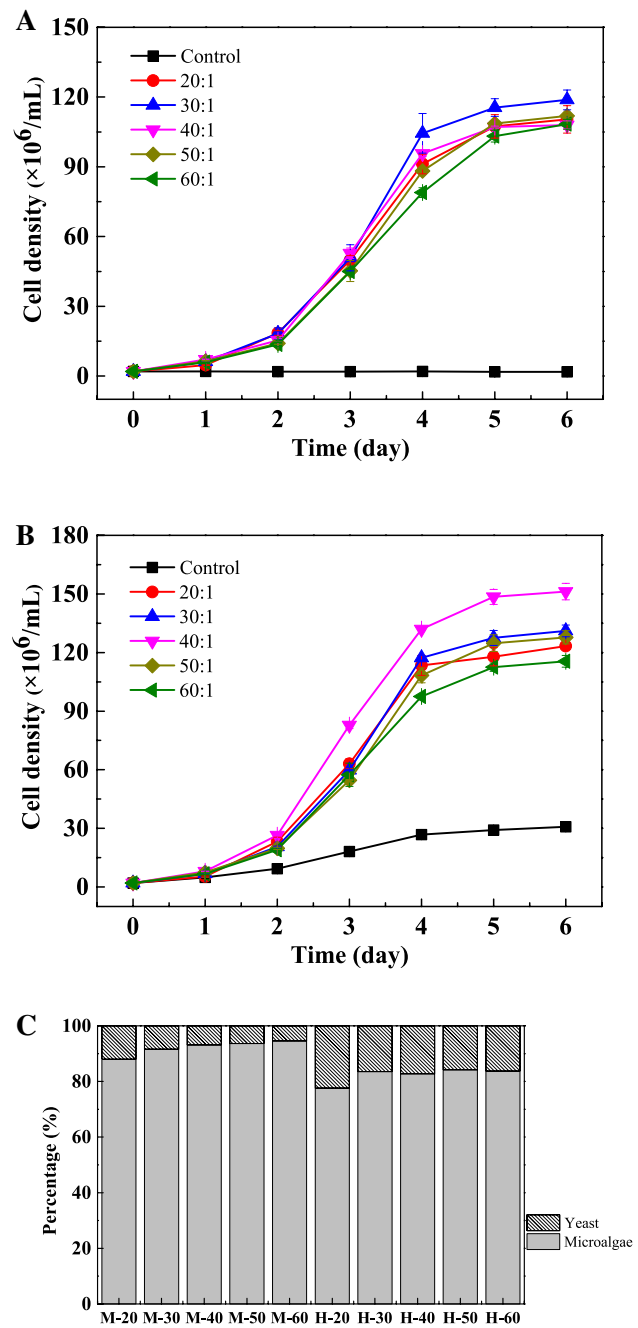 A
150
120
90
60
30
0
Cell density (×10⁶/mL)
Control
20:1
30:1
40:1
50:1
60:1
0 1 2 3 4 5 6
Time (day)
B
180
150
120
90
60
30
0
Cell density (×10⁶/mL)
Control
20:1
30:1
40:1
50:1
60:1
0 1 2 3 4 5 6
Time (day)
C
100
80
60
40
20
0
Percentage (%)
Yeast
Microalgae
M-20 M-30 M-40 M-50 M-60 H-20 H-30 H-40 H-50 H-60